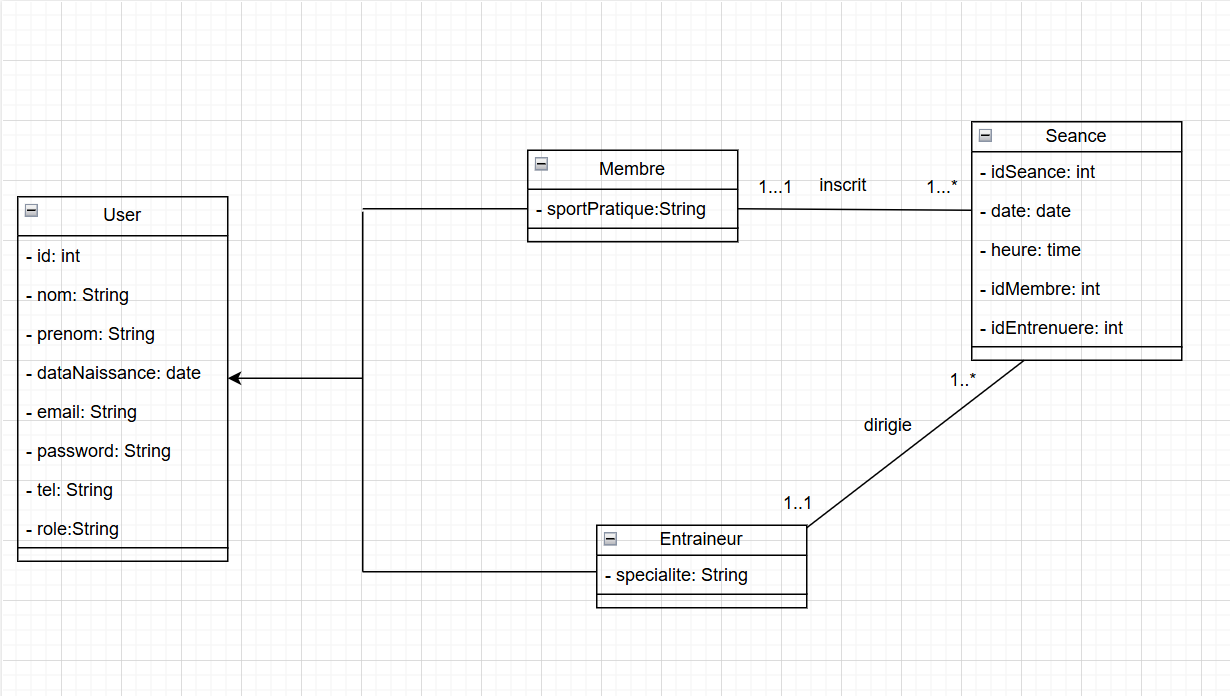 User
- id: int
- nom: String
- prenom: String
- dataNaissance: date
- email: String
- password: String
- tel: String
- role:String
Membre
- sportPratique:String
1...1
inscrit
1...*
Seance
- idSeance: int
- date: date
- heure: time
- idMembre: int
- idEntrenuere: int
1..*
dirigie
1..1
Entraineur
- specialite: String